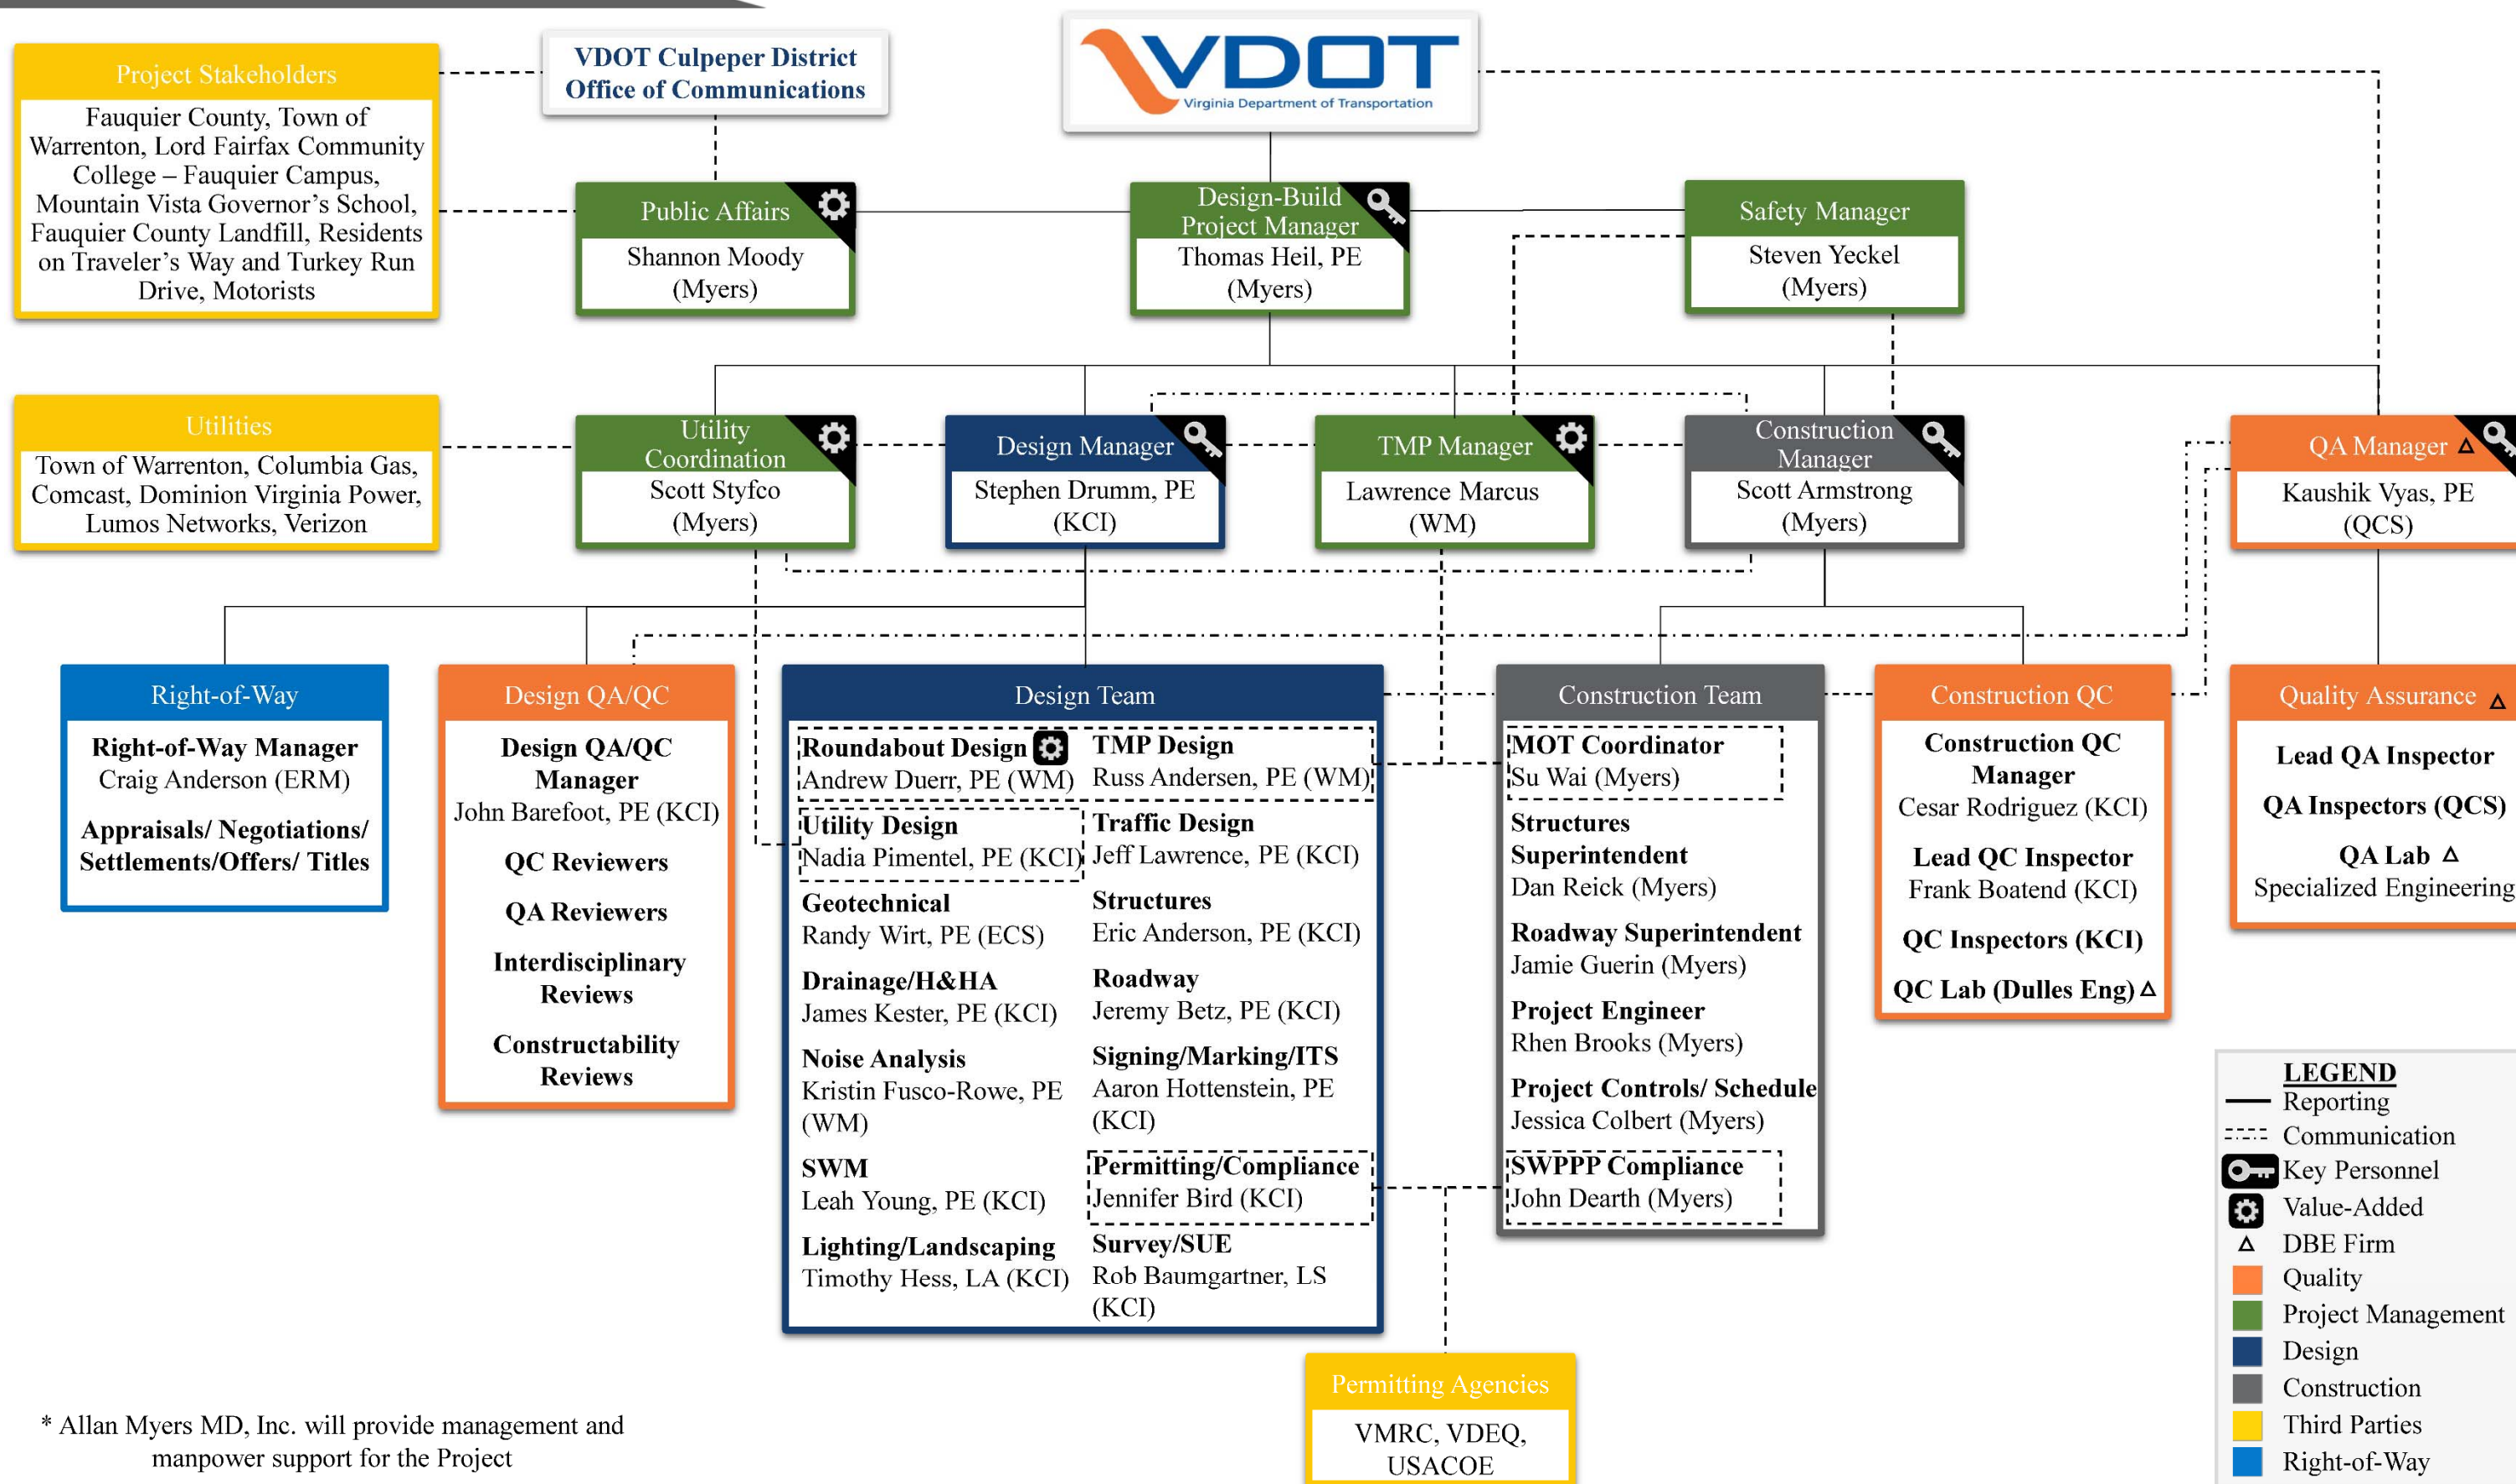 Project Stakeholders
Fauquier County, Town of
Warrenton, Lord Fairfax Community
College – Fauquier Campus,
Mountain Vista Governor’s School,
Fauquier County Landfill, Residents
on Traveler’s Way and Turkey Run
Drive, Motorists
VDOT Culpeper District
Office of Communications
VDOT
Virginia Department of Transportation
Public Affairs
Shannon Moody
(Myers)
Design-Build
Project Manager
Thomas Heil, PE
(Myers)
Safety Manager
Steven Yeckel
(Myers)
Utilities
Town of Warrenton, Columbia Gas,
Comcast, Dominion Virginia Power,
Lumos Networks, Verizon
Utility
Coordination
Scott Styfco
(Myers)
Design Manager
Stephen Drumm, PE
(KCI)
TMP Manager
Lawrence Marcus
(WM)
Construction
Manager
Scott Armstrong
(Myers)
QA Manager Δ
Kaushik Vyas, PE
(QCS)
Right-of-Way
Right-of-Way Manager
Craig Anderson (ERM)
Appraisals/ Negotiations/
Settlements/Offers/ Titles
Design QA/QC
Design QA/QC
Manager
John Barefoot, PE (KCI)
QC Reviewers
QA Reviewers
Interdisciplinary
Reviews
Constructability
Reviews
Design Team
Roundabout Design
Andrew Duerr, PE (WM)
Utility Design
Nadia Pimentel, PE (KCI)
Geotechnical
Randy Wirt, PE (ECS)
Drainage/H&HA
James Kester, PE (KCI)
Noise Analysis
Kristin Fusco-Rowe, PE
(WM)
SWM
Leah Young, PE (KCI)
Lighting/Landscaping
Timothy Hess, LA (KCI)
TMP Design
Russ Andersen, PE (WM)
Traffic Design
Jeff Lawrence, PE (KCI)
Structures
Eric Anderson, PE (KCI)
Roadway
Jeremy Betz, PE (KCI)
Signing/Marking/ITS
Aaron Hottenstein, PE
(KCI)
Permitting/Compliance
Jennifer Bird (KCI)
Survey/SUE
Rob Baumgartner, LS
(KCI)
Construction Team
MOT Coordinator
Su Wai (Myers)
Structures
Superintendent
Dan Reick (Myers)
Roadway Superintendent
Jamie Guerin (Myers)
Project Engineer
Rhen Brooks (Myers)
Project Controls/ Schedule
Jessica Colbert (Myers)
SWPPP Compliance
John Dearth (Myers)
Construction QC
Construction QC
Manager
Cesar Rodriguez (KCI)
Lead QC Inspector
Frank Boatend (KCI)
QC Inspectors (KCI)
QC Lab (Dulles Eng) Δ
Quality Assurance Δ
Lead QA Inspector
QA Inspectors (QCS)
QA Lab Δ
Specialized Engineering
Permitting Agencies
VMRC, VDEQ,
USACOE
LEGEND
Reporting
Communication
Key Personnel
Value-Added
Δ DBE Firm
Quality
Project Management
Design
Construction
Third Parties
Right-of-Way
* Allan Myers MD, Inc. will provide management and
manpower support for the Project